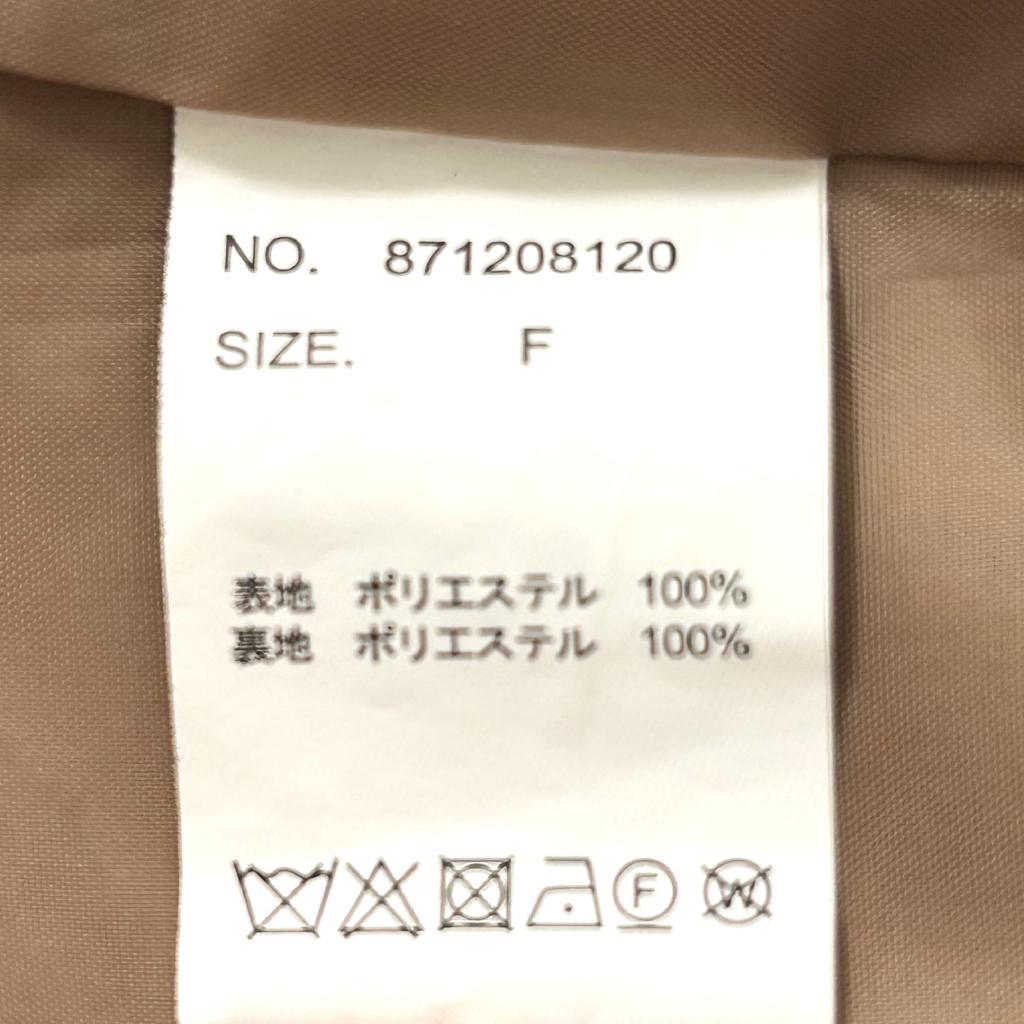 NO. 871208120
SIZE. F
表地 ポリエステル 100%
裏地 ポリエステル 100%
F W